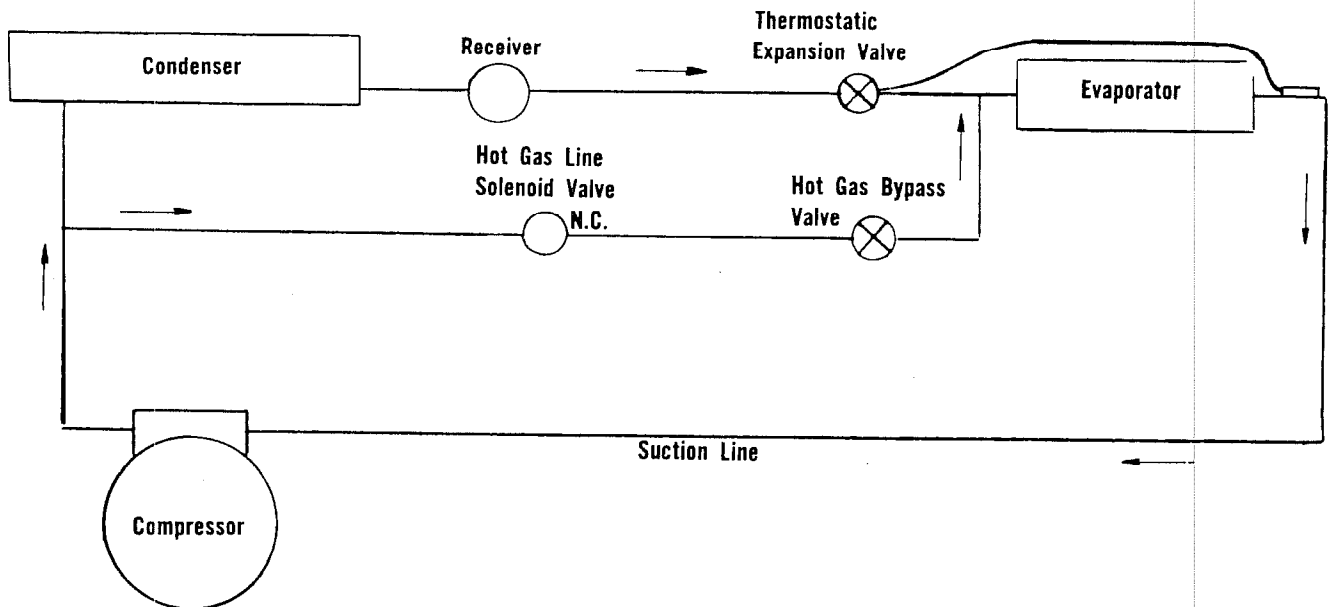 Thermostatic
Expansion Valve
Receiver
Condenser
Evaporator
Hot Gas Line
Solenoid Valve
N.C.
Hot Gas Bypass
Valve
Suction Line
Compressor